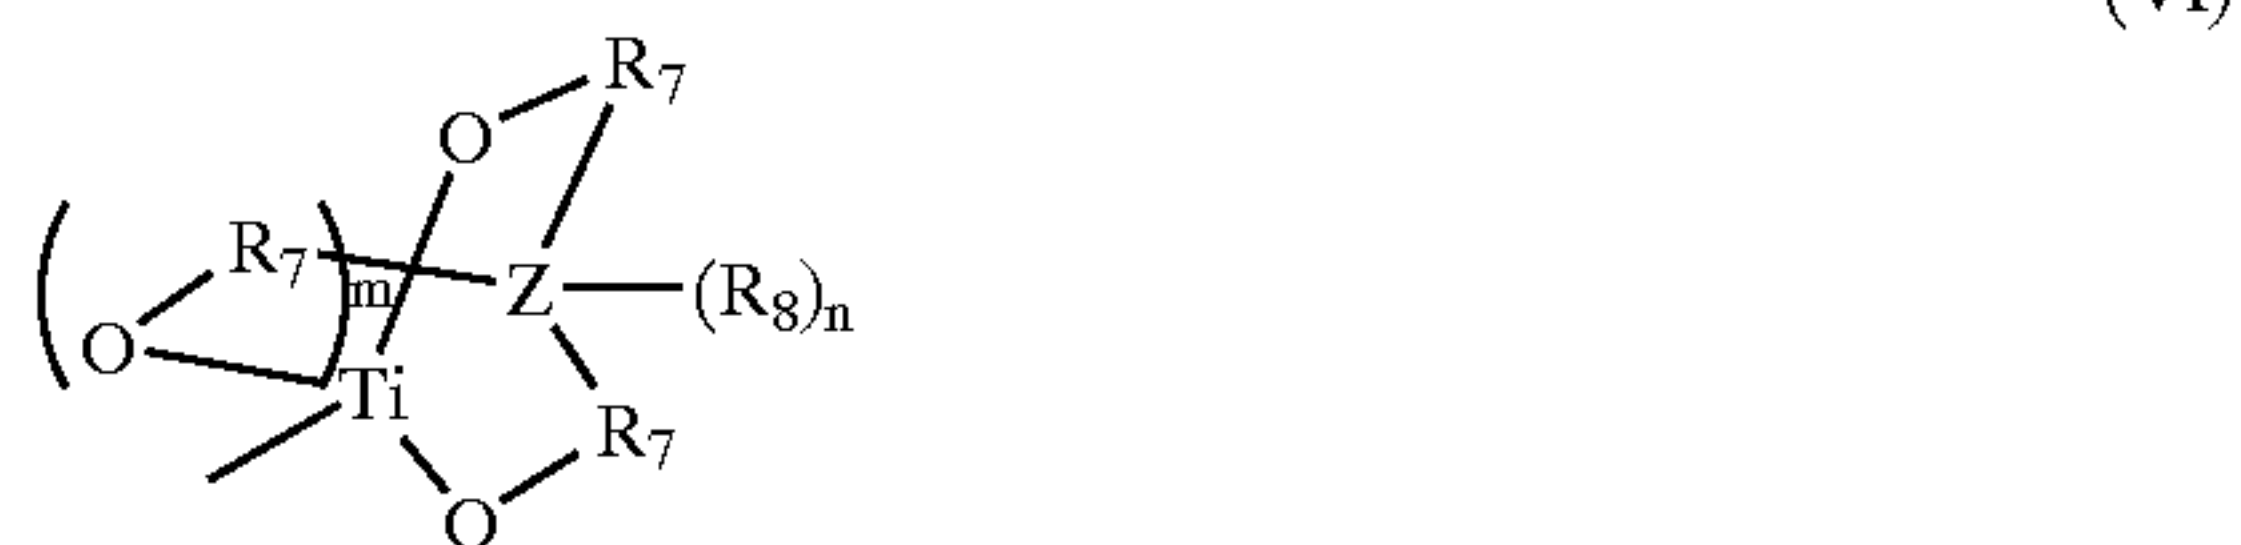 (VI)
R7
O
(R7)m
Z—(R8)n
O
Ti
R7
O